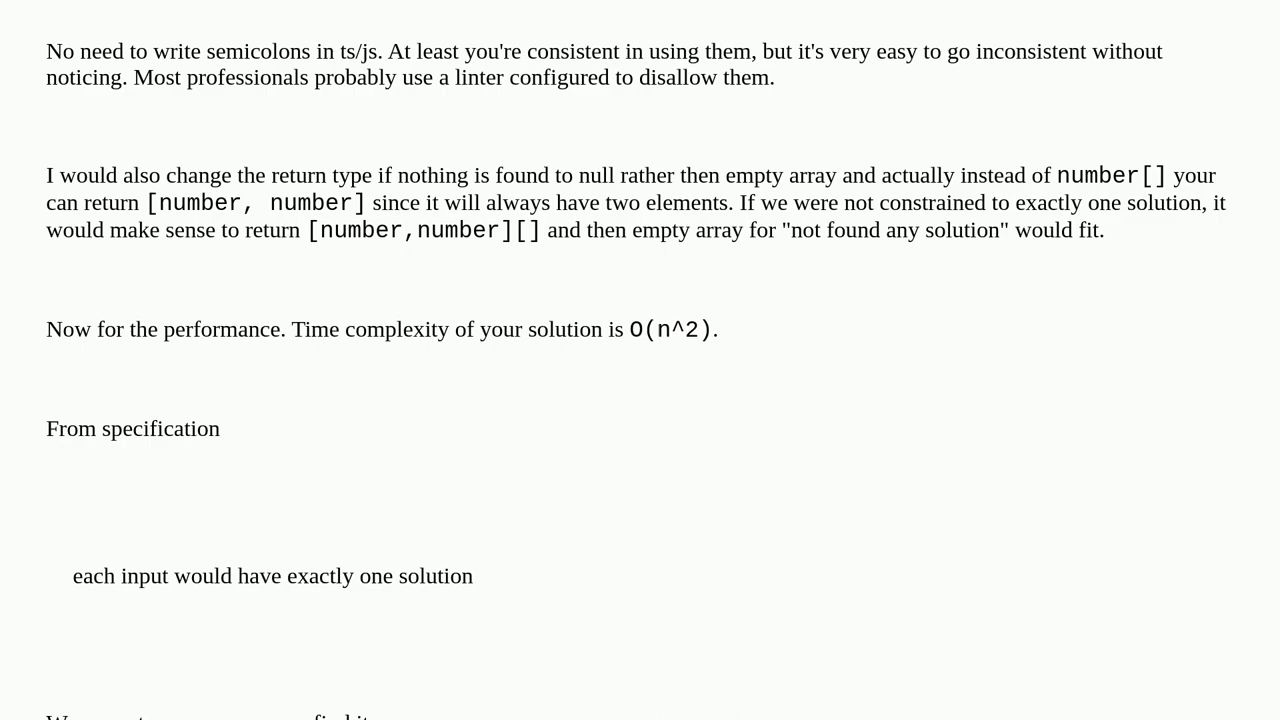 No need to write semicolons in ts/js. At least you're consistent in using them, but it's very easy to go inconsistent without
noticing. Most professionals probably use a linter configured to disallow them.
I would also change the return type if nothing is found to null rather then empty array and actually instead of number[] your
can return [number, number] since it will always have two elements. If we were not constrained to exactly one solution, it
would make sense to return [number,number][] and then empty array for "not found any solution" would fit.
Now for the performance. Time complexity of your solution is O(n^2).
From specification
each input would have exactly one solution